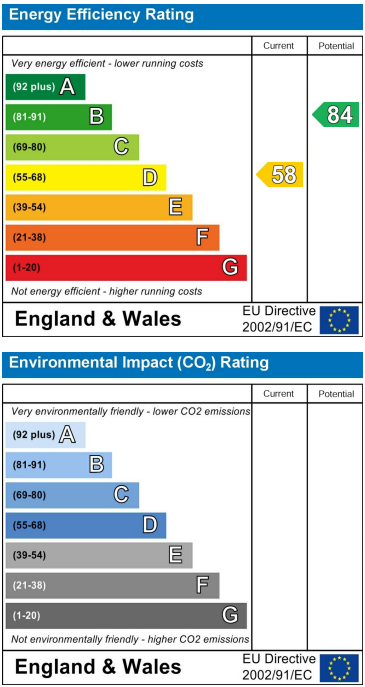 Energy Efficiency Rating
Current Potential
Very energy efficient - lower running costs
(92 plus) A
(81-91) B
84
(69-80) C
(55-68) D
58
(39-54) E
(21-38) F
(1-20) G
Not energy efficient - higher running costs
England & Wales
EU Directive
2002/91/EC
Environmental Impact (CO₂) Rating
Current Potential
Very environmentally friendly - lower CO2 emissions
(92 plus) A
(81-91) B
(69-80) C
(55-68) D
(39-54) E
(21-38) F
(1-20) G
Not environmentally friendly - higher CO2 emissions
England & Wales
EU Directive
2002/91/EC